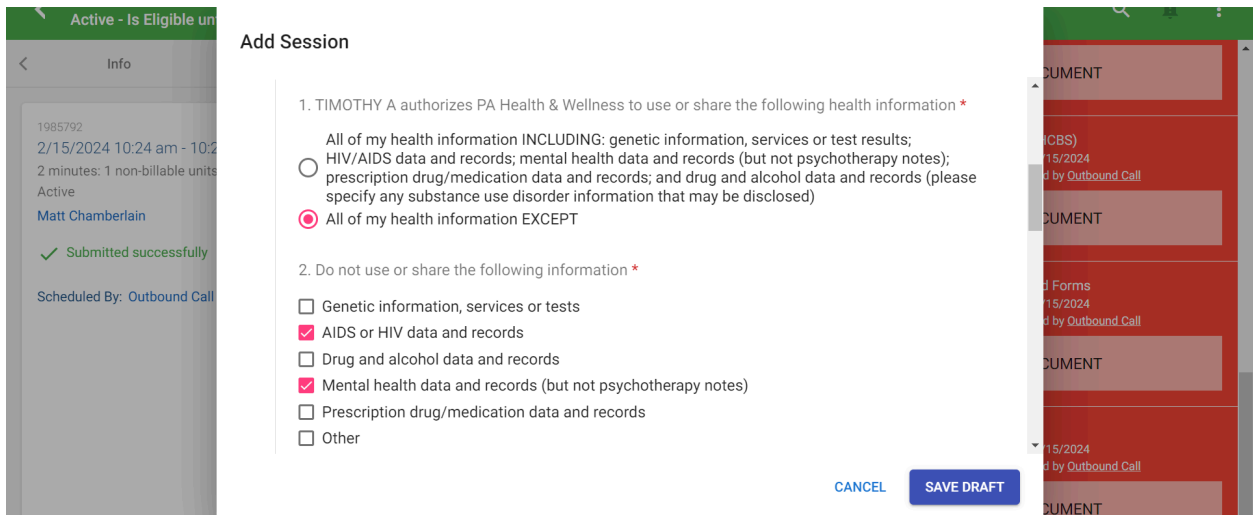 Active - Is Eligible un
Info
1985792
2/15/2024 10:24 am - 10:2
2 minutes: 1 non-billable units
Active
Matt Chamberlain
Submitted successfully
Scheduled By: Outbound Call
Add Session
1. TIMOTHY A authorizes PA Health & Wellness to use or share the following health information *
All of my health information INCLUDING: genetic information, services or test results;
HIV/AIDS data and records; mental health data and records (but not psychotherapy notes);
prescription drug/medication data and records; and drug and alcohol data and records (please
specify any substance use disorder information that may be disclosed)
All of my health information EXCEPT
2. Do not use or share the following information *
Genetic information, services or tests
AIDS or HIV data and records
Drug and alcohol data and records
Mental health data and records (but not psychotherapy notes)
Prescription drug/medication data and records
Other
CANCEL
SAVE DRAFT
CUMENT
HCBS)
/15/2024
d by Outbound Call
CUMENT
d Forms
/15/2024
d by Outbound Call
CUMENT
/15/2024
d by Outbound Call
CUMENT